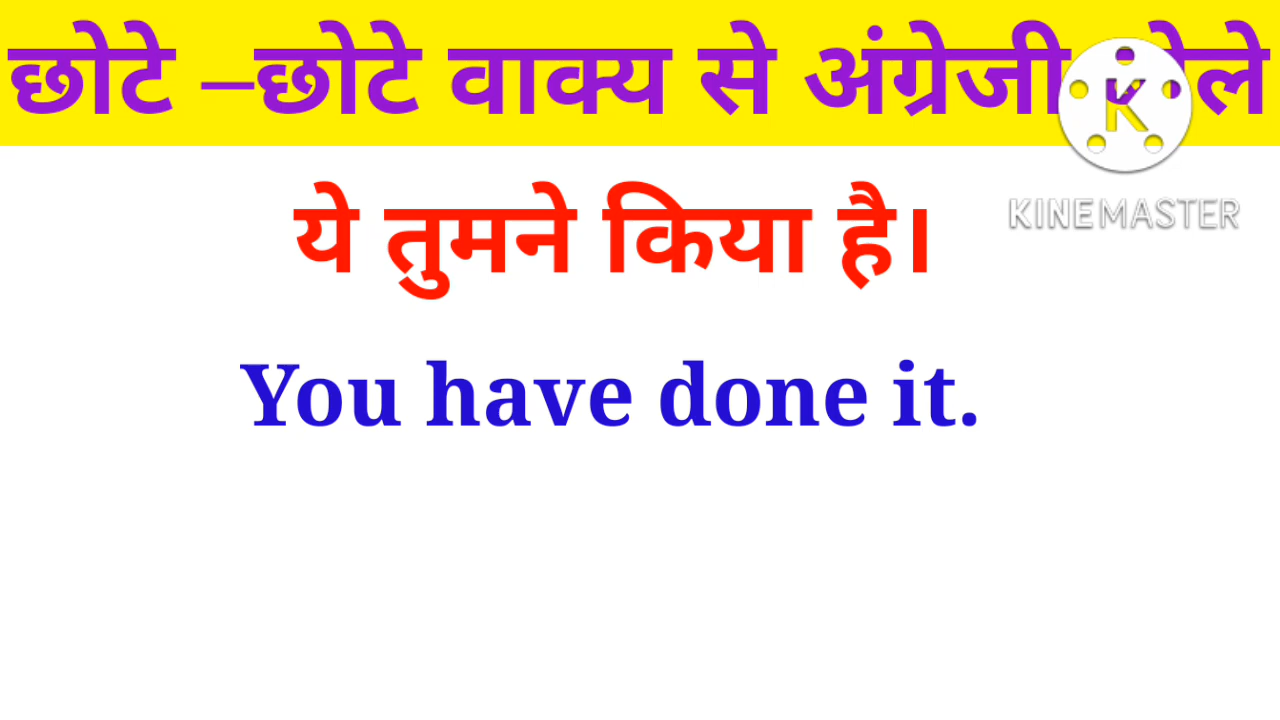 छोटे –छोटे वाक्य से अंग्रेजी
ये तुमने किया है।
KINEMASTER
You have done it.